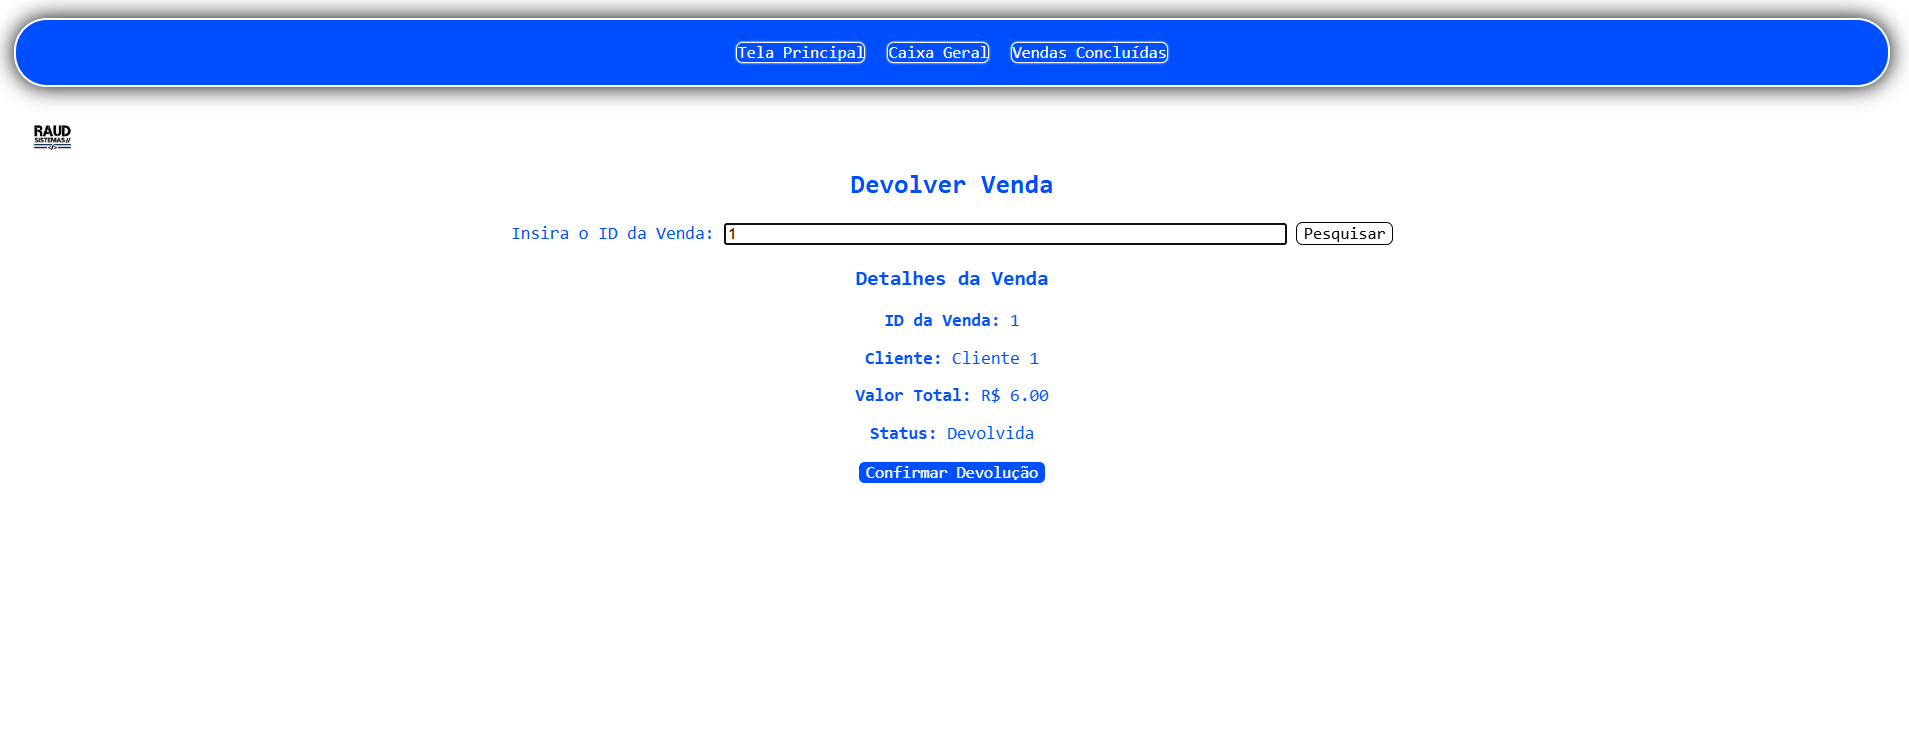 Tela Principal Caixa Geral Vendas Concluídas
RAUD
SISTEMAS//
</>
Devolver Venda
Insira o ID da Venda: 1 Pesquisar
Detalhes da Venda
ID da Venda: 1
Cliente: Cliente 1
Valor Total: R$ 6.00
Status: Devolvida
Confirmar Devolução